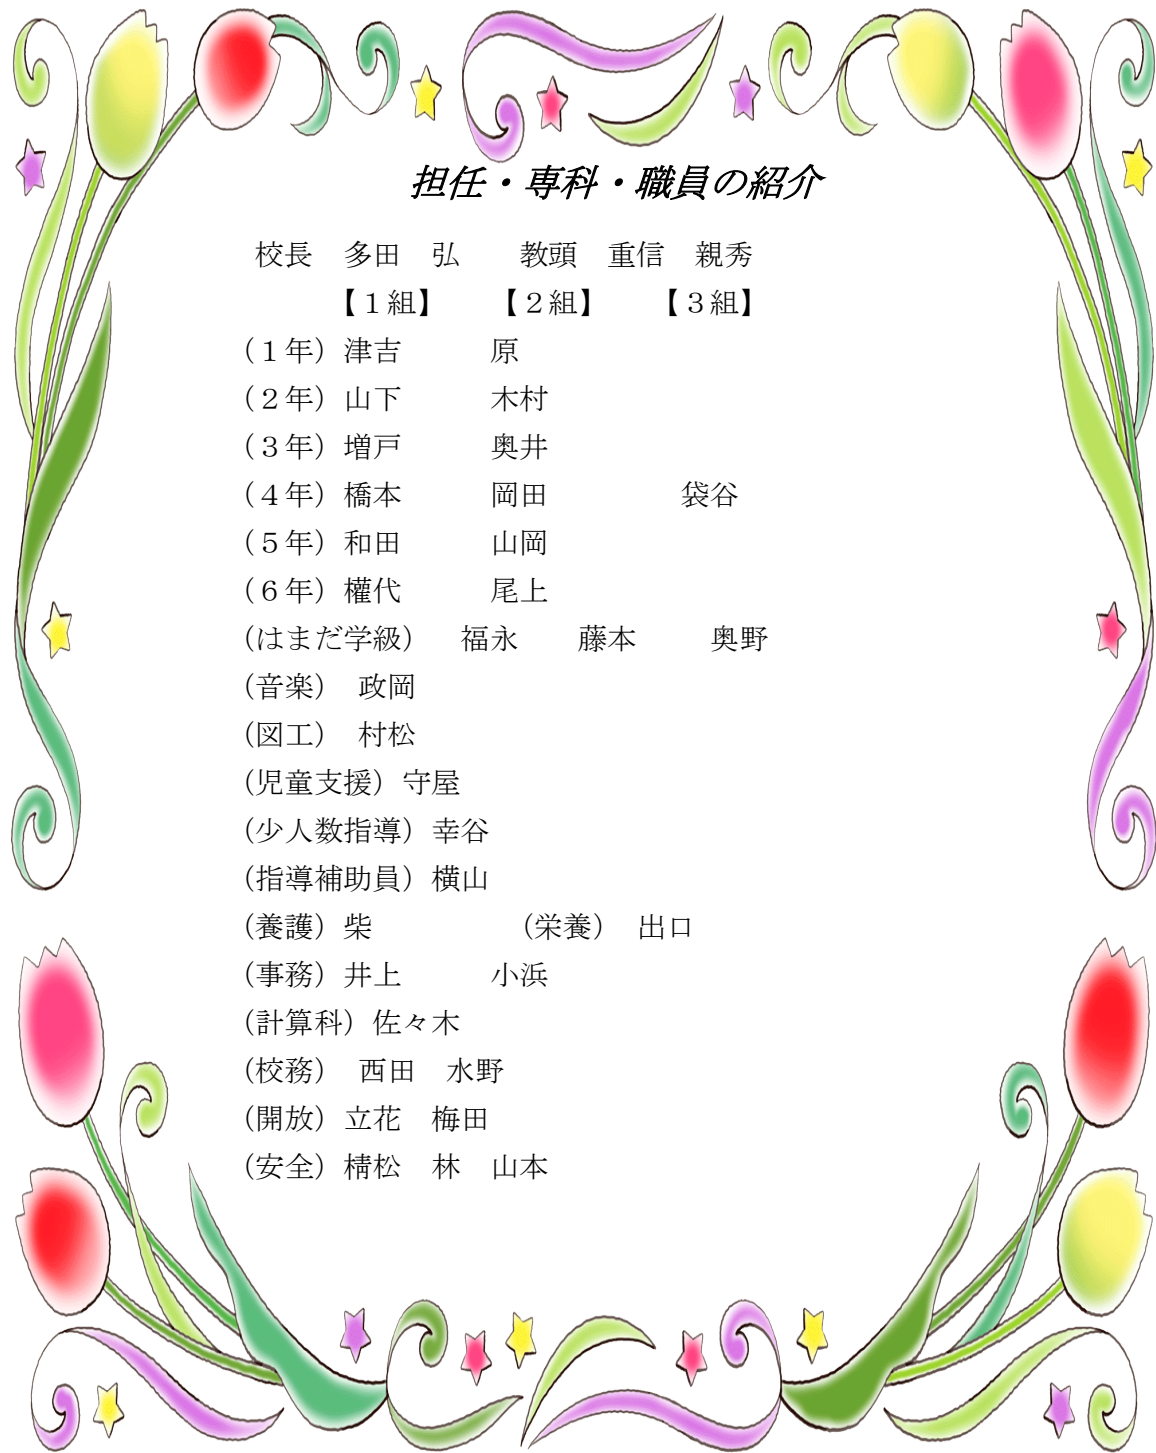 担任・専科・職員の紹介
校長　多田　弘　　教頭　重信　親秀
【１組】　　【２組】　　【３組】
（１年）津吉　　　原
（２年）山下　　　木村
（３年）増戸　　　奥井
（４年）橋本　　　岡田　　　　　袋谷
（５年）和田　　　山岡
（６年）權代　　　尾上
（はまだ学級）　福永　　藤本　　　奥野
（音楽）　政岡
（図工）　村松
（児童支援）守屋
（少人数指導）幸谷
（指導補助員）横山
（養護）柴　　　　　（栄養）　出口
（事務）井上　　　小浜
（計算科）佐々木
（校務）　西田　水野
（開放）立花　梅田
（安全）棈松　林　山本